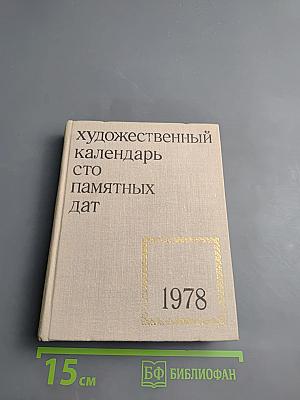 художественный
календарь
сто
памятных
дат
1978
15 см
БФ БИБЛИОФАН